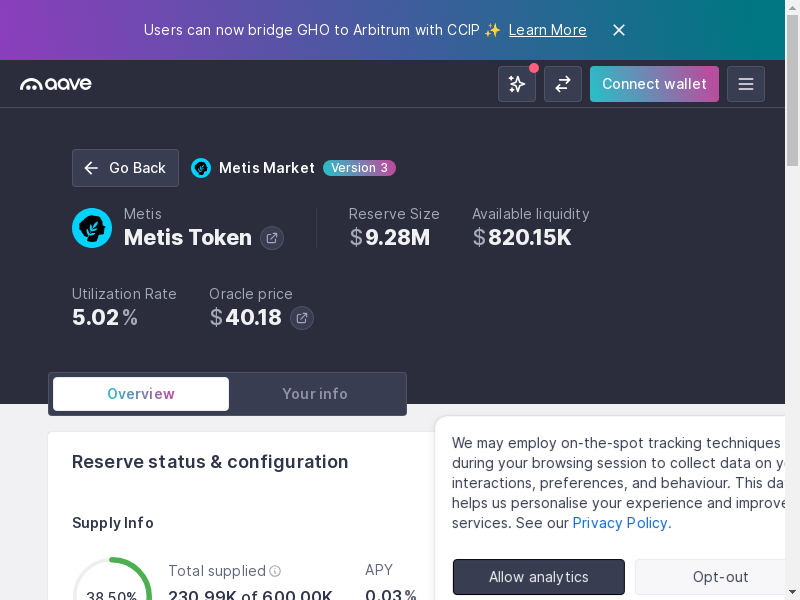 Users can now bridge GHO to Arbitrum with CCIP ✨ Learn More
aave
Connect wallet
Go Back
Metis Market
Version 3
Metis
Metis Token
Reserve Size
$9.28M
Available liquidity
$820.15K
Utilization Rate
5.02%
Oracle price
$40.18
Overview
Your info
Reserve status & configuration
Supply Info
38.50%
Total supplied
230.99K of 600.00K
APY
0.03%
We may employ on-the-spot tracking techniques
during your browsing session to collect data on
interactions, preferences, and behaviour. This
helps us personalise your experience and improve
services. See our Privacy Policy.
Allow analytics
Opt-out